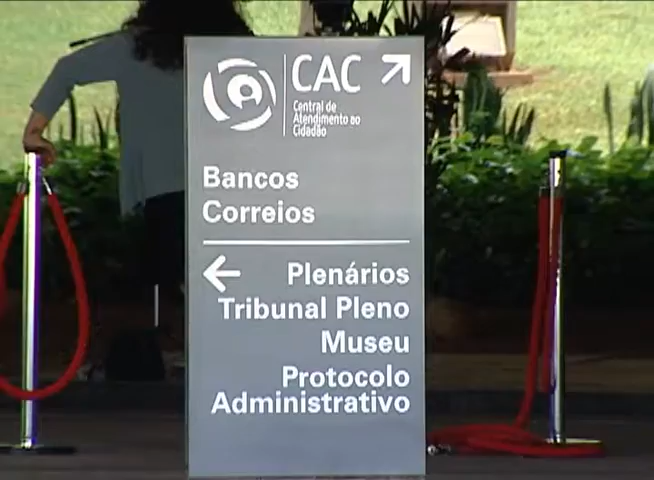 CAC
Central de
Atendimento ao
Cidadão
Bancos
Correios
Plenários
Tribunal Pleno
Museu
Protocolo
Administrativo